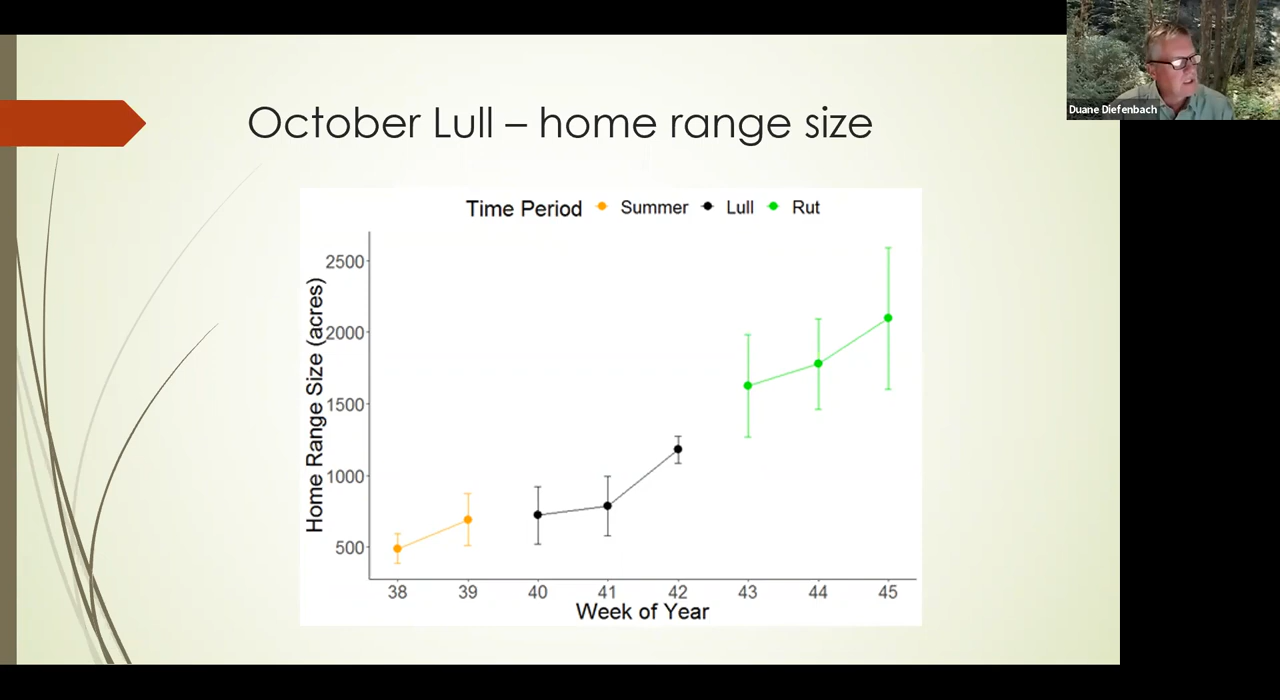 Duane Diefenbach
October Lull – home range size
Time Period Summer Lull Rut
Home Range Size (acres)
2500
2000
1500
1000
500
38 39 40 41 42 43 44 45
Week of Year